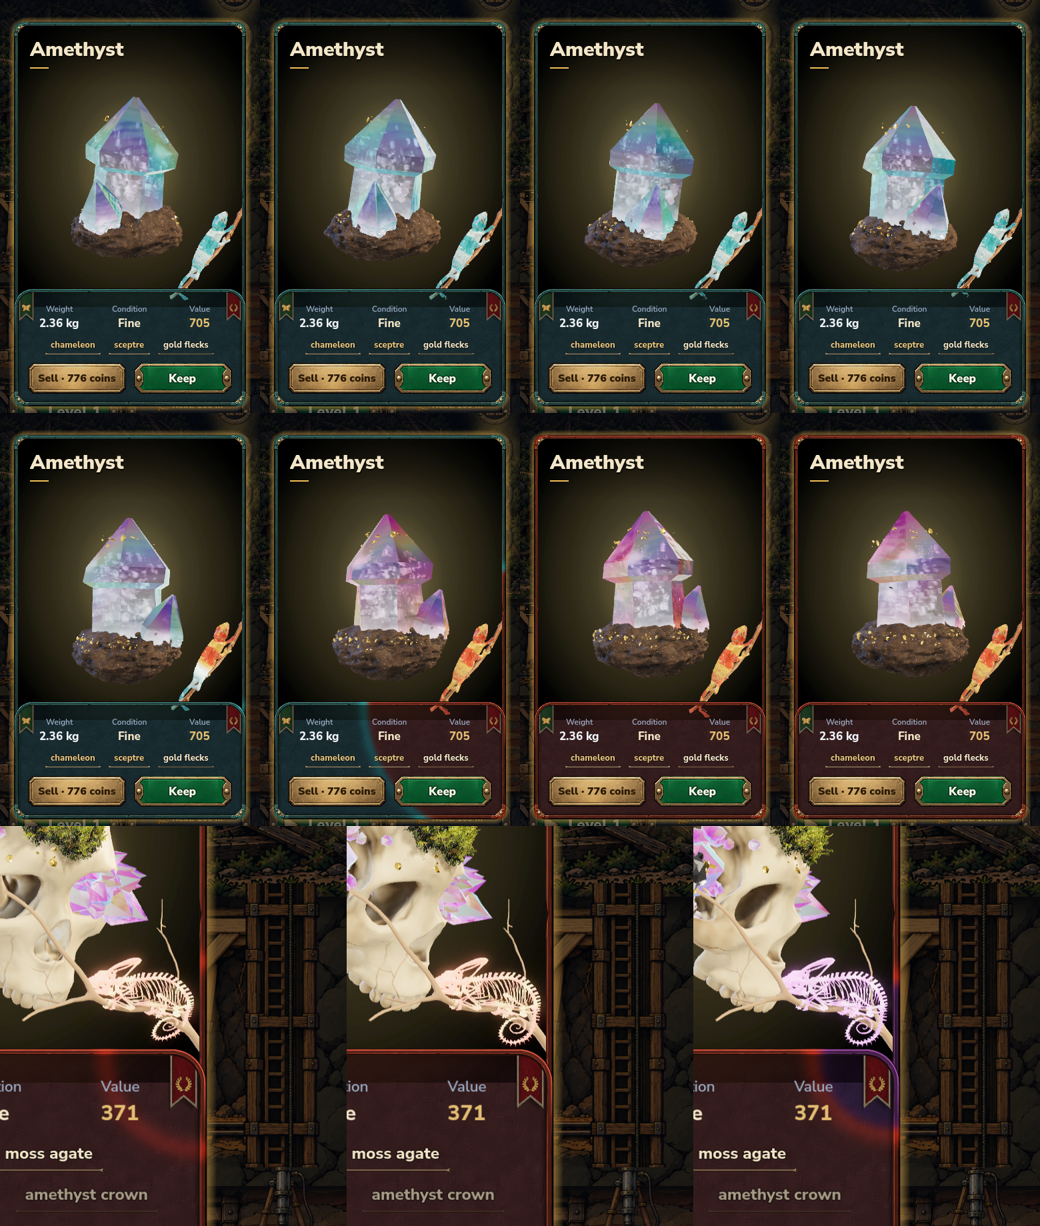 Amethyst
Amethyst
Amethyst
Amethyst
Weight Condition Value
2.36 kg Fine 705
chameleon sceptre gold flecks
Sell · 776 coins Keep
Weight Condition Value
2.36 kg Fine 705
chameleon sceptre gold flecks
Sell · 776 coins Keep
Weight Condition Value
2.36 kg Fine 705
chameleon sceptre gold flecks
Sell · 776 coins Keep
Weight Condition Value
2.36 kg Fine 705
chameleon sceptre gold flecks
Sell · 776 coins Keep
Level 1
Level 1
Level 1
Level 1
Amethyst
Amethyst
Amethyst
Amethyst
Weight Condition Value
2.36 kg Fine 705
chameleon sceptre gold flecks
Sell · 776 coins Keep
Weight Condition Value
2.36 kg Fine 705
chameleon sceptre gold flecks
Sell · 776 coins Keep
Weight Condition Value
2.36 kg Fine 705
chameleon sceptre gold flecks
Sell · 776 coins Keep
Weight Condition Value
2.36 kg Fine 705
chameleon sceptre gold flecks
Sell · 776 coins Keep
Value
371
moss agate
amethyst crown
Value
371
moss agate
amethyst crown
Value
371
moss agate
amethyst crown